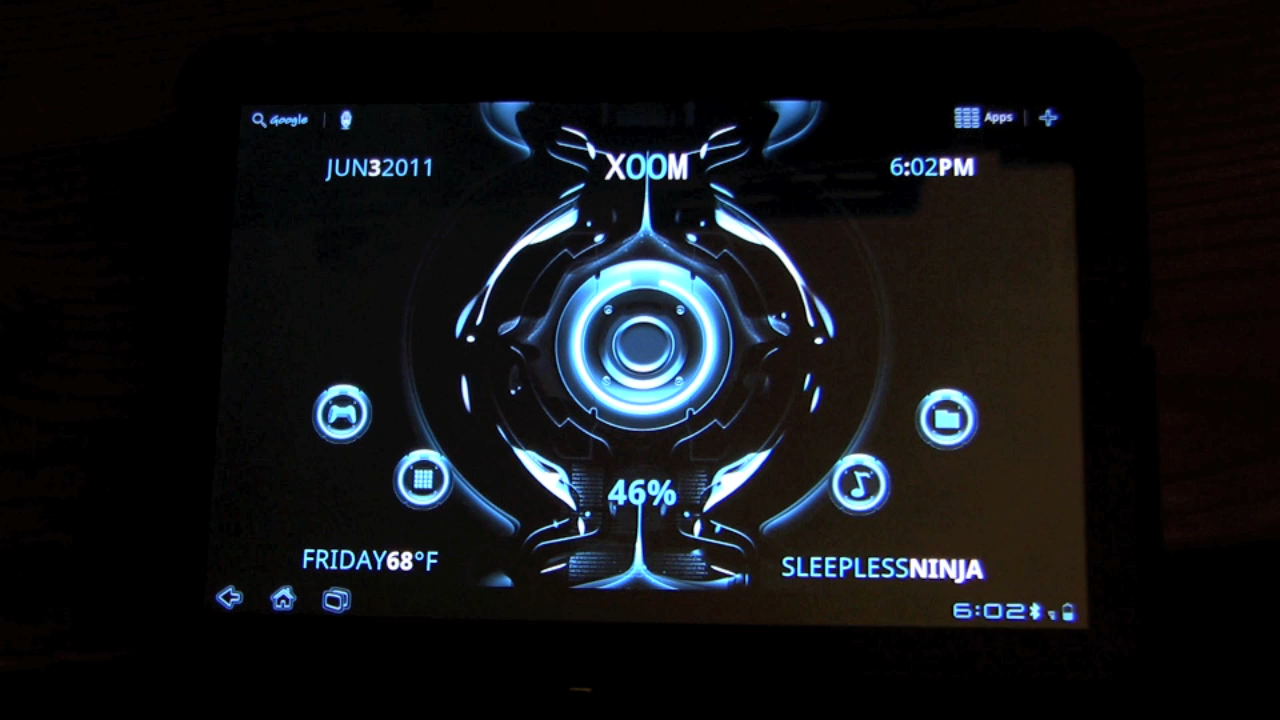 Google
Apps
JUN32011
XOOM
6:02PM
46%
FRIDAY68°F
SLEEPLESSNINJA
6:02